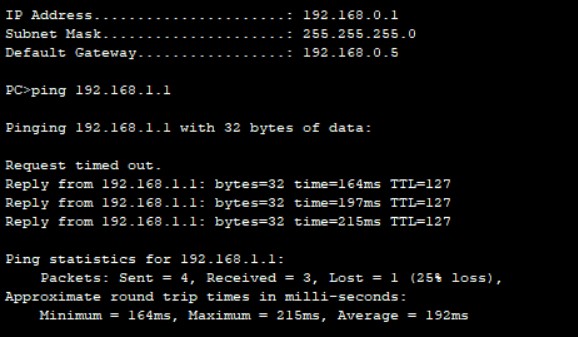 IP Address......................: 192.168.0.1
Subnet Mask.....................: 255.255.255.0
Default Gateway.................: 192.168.0.5
PC>ping 192.168.1.1
Pinging 192.168.1.1 with 32 bytes of data:
Request timed out.
Reply from 192.168.1.1: bytes=32 time=164ms TTL=127
Reply from 192.168.1.1: bytes=32 time=197ms TTL=127
Reply from 192.168.1.1: bytes=32 time=215ms TTL=127
Ping statistics for 192.168.1.1:
Packets: Sent = 4, Received = 3, Lost = 1 (25% loss),
Approximate round trip times in milli-seconds:
Minimum = 164ms, Maximum = 215ms, Average = 192ms